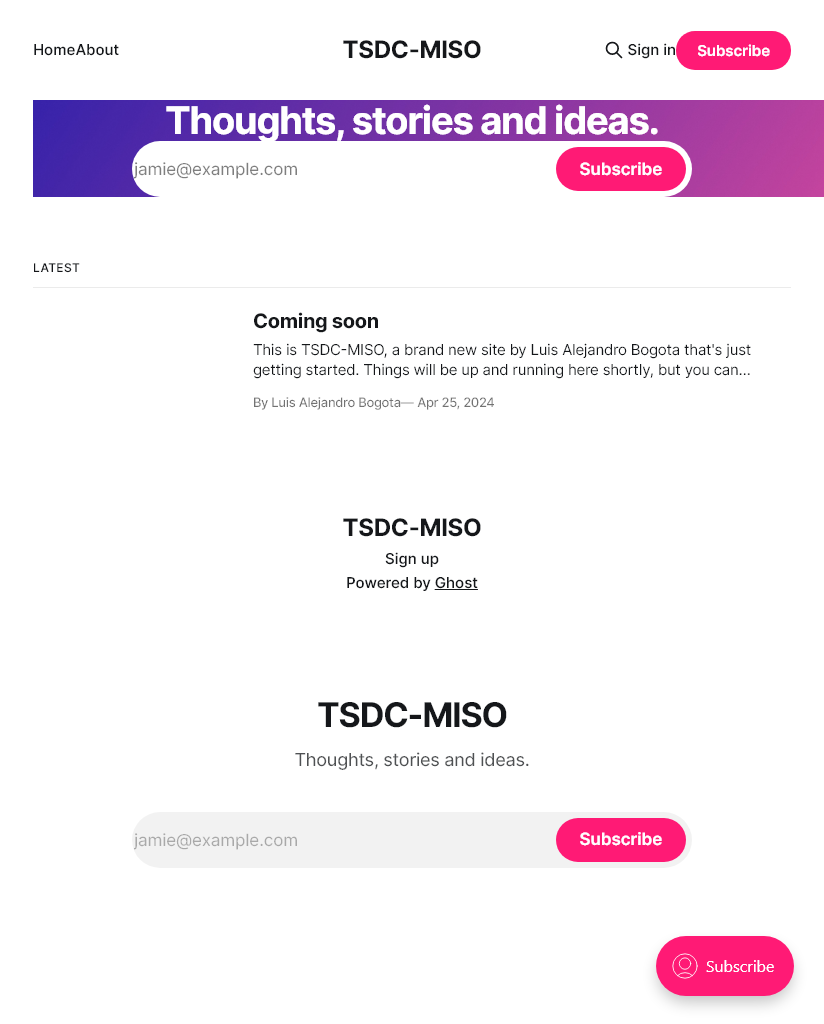 HomeAbout
TSDC-MISO
Sign in
Subscribe
Thoughts, stories and ideas.
jamie@example.com
Subscribe
LATEST
Coming soon
This is TSDC-MISO, a brand new site by Luis Alejandro Bogota that's just
getting started. Things will be up and running here shortly, but you can...
By Luis Alejandro Bogota— Apr 25, 2024
TSDC-MISO
Sign up
Powered by Ghost
TSDC-MISO
Thoughts, stories and ideas.
jamie@example.com
Subscribe
Subscribe